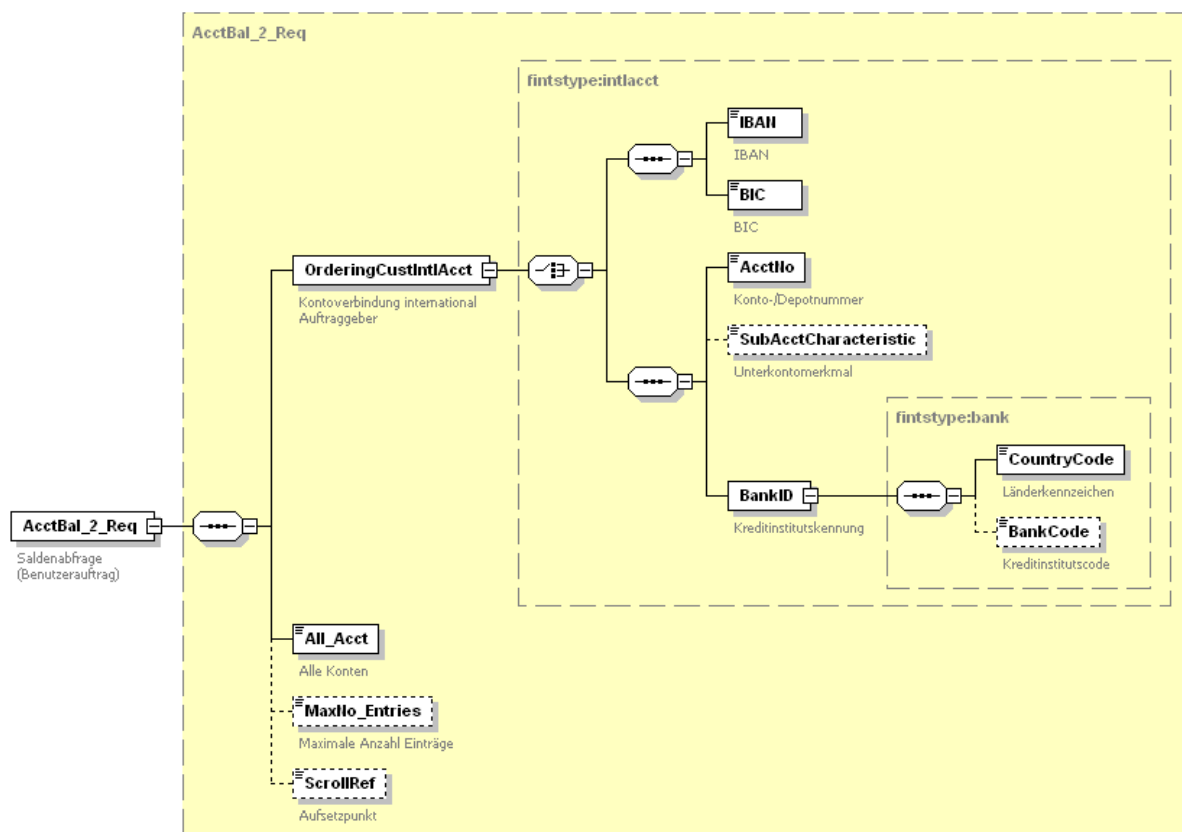 AcctBal_2_Req
fintstype:intlacct
IBAN
IBAN
BIC
BIC
OrderingCustIntlAcct
Kontoverbindung international
Auftraggeber
AcctNo
Konto-/Depotnummer
SubAcctCharacteristic
Unterkontomerkmal
fintstype:bank
CountryCode
Länderkennzeichen
BankID
Kreditinstitutskennung
BankCode
Kreditinstitutscode
AcctBal_2_Req
Saldenabfrage
(Benutzerauftrag)
All_Acct
Alle Konten
MaxNo_Entries
Maximale Anzahl Einträge
ScrollRef
Aufsetzpunkt